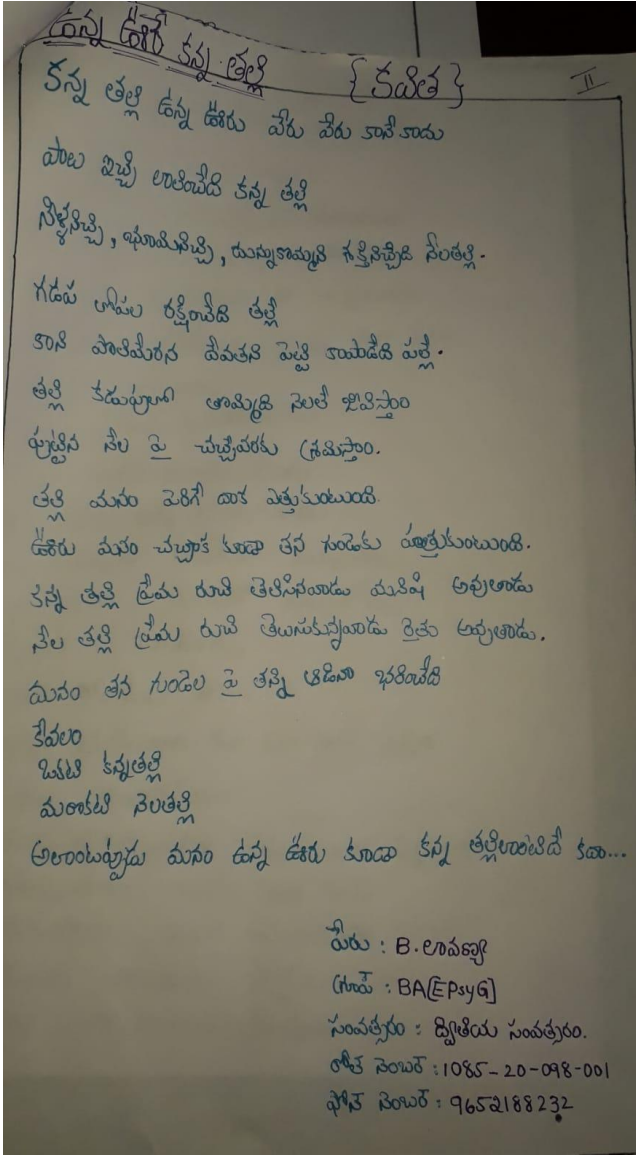 ఉన్న ఊరే కన్న తల్లి {కవిత} II
కన్న తల్లి ఉన్న ఊరు వేరు వేరు కానేకాదు
పాలు ఇచ్చి లాలించేది కన్న తల్లి
నీళ్ళనిచ్చి, భూమినిచ్చి, దున్నుకొమ్మని శక్తినిచ్చేది నేలతల్లి.
గడప లోపల రక్షించేది తల్లే
కాని పొలిమేరన దేవతని పెట్టి కాపాడేది పల్లే.
తల్లి కడుపులో తొమ్మిది నెలలే జీవిస్తాం
పుట్టిన నేల పై చచ్చేవరకు శ్రమిస్తాం.
తల్లి మనం పెరిగే దాక ఎత్తుకుంటుంది.
ఊరు మనం చచ్చాక కూడా తన గుండెకు హత్తుకుంటుంది.
కన్న తల్లి ప్రేమ రుచి తెలిసినవాడు మనిషి అవుతాడు
నేల తల్లి ప్రేమ రుచి తెలుసుకున్నవాడు రైతు అవుతాడు.
మనం తన గుండెల పై తన్ని ఆడినా భరించేది
కేవలం
ఒకటి కన్నతల్లి
మరొకటి నెలతల్లి
అలాంటప్పుడు మనం ఉన్న ఊరు కూడా కన్న తల్లిలాంటిదే కదా...
పేరు : B. లావణ్య
గ్రూప్ : BA[EPsyG]
సంవత్సరం : ద్వితీయ సంవత్సరం.
రోల్ నెంబర్ : 1085-20-098-001
ఫోన్ నెంబర్ : 9652188232